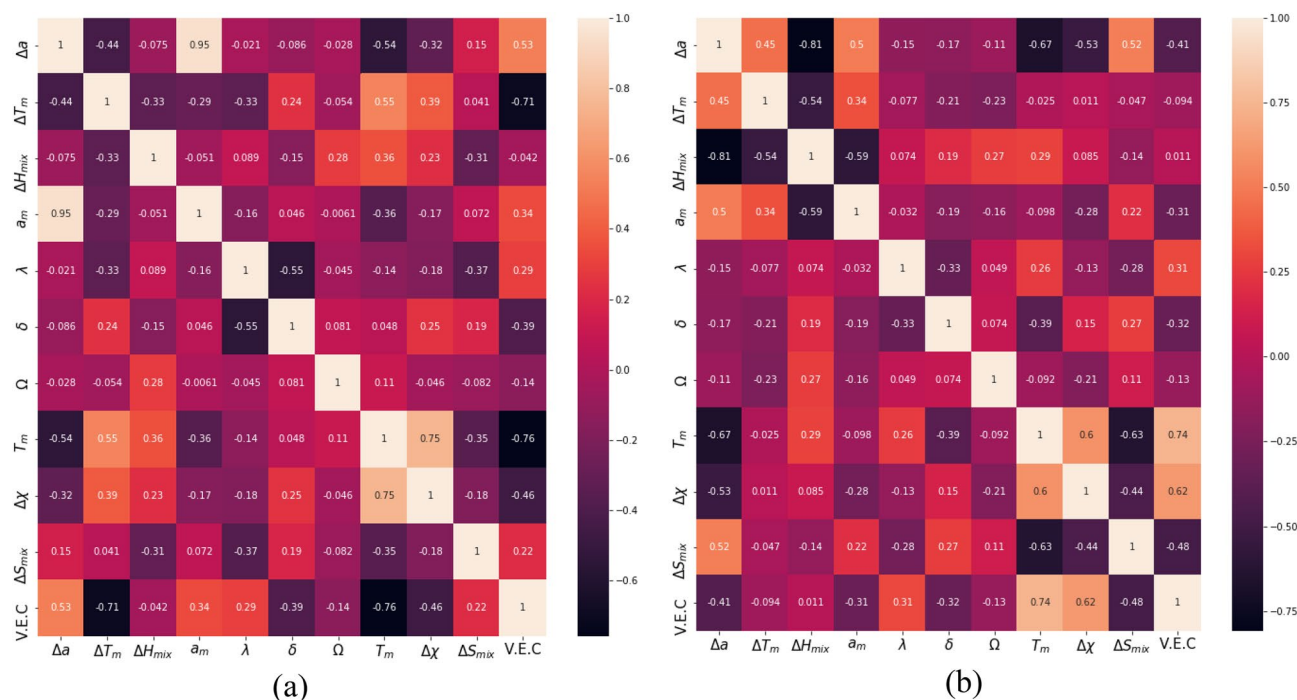 Δa 1 -0.44 -0.075 0.95 -0.021 -0.086 -0.028 -0.54 -0.32 0.15 0.53
ΔT_m -0.44 1 -0.33 -0.29 -0.33 0.24 -0.054 0.55 0.39 0.041 -0.71
ΔH_mix -0.075 -0.33 1 -0.051 0.089 -0.15 0.28 0.36 0.23 -0.31 -0.042
a_m 0.95 -0.29 -0.051 1 -0.16 0.046 -0.0061 -0.36 -0.17 0.072 0.34
λ -0.021 -0.33 0.089 -0.16 1 -0.55 -0.045 -0.14 -0.18 -0.37 0.29
δ -0.086 0.24 -0.15 0.046 -0.55 1 0.081 0.048 0.25 0.19 -0.39
Ω -0.028 -0.054 0.28 -0.0061 -0.045 0.081 1 0.11 -0.046 -0.082 -0.14
T_m -0.54 0.55 0.36 -0.36 -0.14 0.048 0.11 1 0.75 -0.35 -0.76
Δχ -0.32 0.39 0.23 -0.17 -0.18 0.25 -0.046 0.75 1 -0.18 -0.46
ΔS_mix 0.15 0.041 -0.31 0.072 -0.37 0.19 -0.082 -0.35 -0.18 1 0.22
V.E.C 0.53 -0.71 -0.042 0.34 0.29 -0.39 -0.14 -0.76 -0.46 0.22 1
Δa ΔT_m ΔH_mix a_m λ δ Ω T_m Δχ ΔS_mix V.E.C
1.0
0.8
0.6
0.4
0.2
0.0
-0.2
-0.4
-0.6
(a)
Δa 1 0.45 -0.81 0.5 -0.15 -0.17 -0.11 -0.67 -0.53 0.52 -0.41
ΔT_m 0.45 1 -0.54 0.34 -0.077 -0.21 -0.23 -0.025 0.011 -0.047 -0.094
ΔH_mix -0.81 -0.54 1 -0.59 0.074 0.19 0.27 0.29 0.085 -0.14 0.011
a_m 0.5 0.34 -0.59 1 -0.032 -0.19 -0.16 -0.098 -0.28 0.22 -0.31
λ -0.15 -0.077 0.074 -0.032 1 -0.33 0.049 0.26 -0.13 -0.28 0.31
δ -0.17 -0.21 0.19 -0.19 -0.33 1 0.074 -0.39 0.15 0.27 -0.32
Ω -0.11 -0.23 0.27 -0.16 0.049 0.074 1 -0.092 -0.21 0.11 -0.13
T_m -0.67 -0.025 0.29 -0.098 0.26 -0.39 -0.092 1 0.6 -0.63 0.74
Δχ -0.53 0.011 0.085 -0.28 -0.13 0.15 -0.21 0.6 1 -0.44 0.62
ΔS_mix 0.52 -0.047 -0.14 0.22 -0.28 0.27 0.11 -0.63 -0.44 1 -0.48
V.E.C -0.41 -0.094 0.011 -0.31 0.31 -0.32 -0.13 0.74 0.62 -0.48 1
Δa ΔT_m ΔH_mix a_m λ δ Ω T_m Δχ ΔS_mix V.E.C
1.00
0.75
0.50
0.25
0.00
-0.25
-0.50
-0.75
(b)